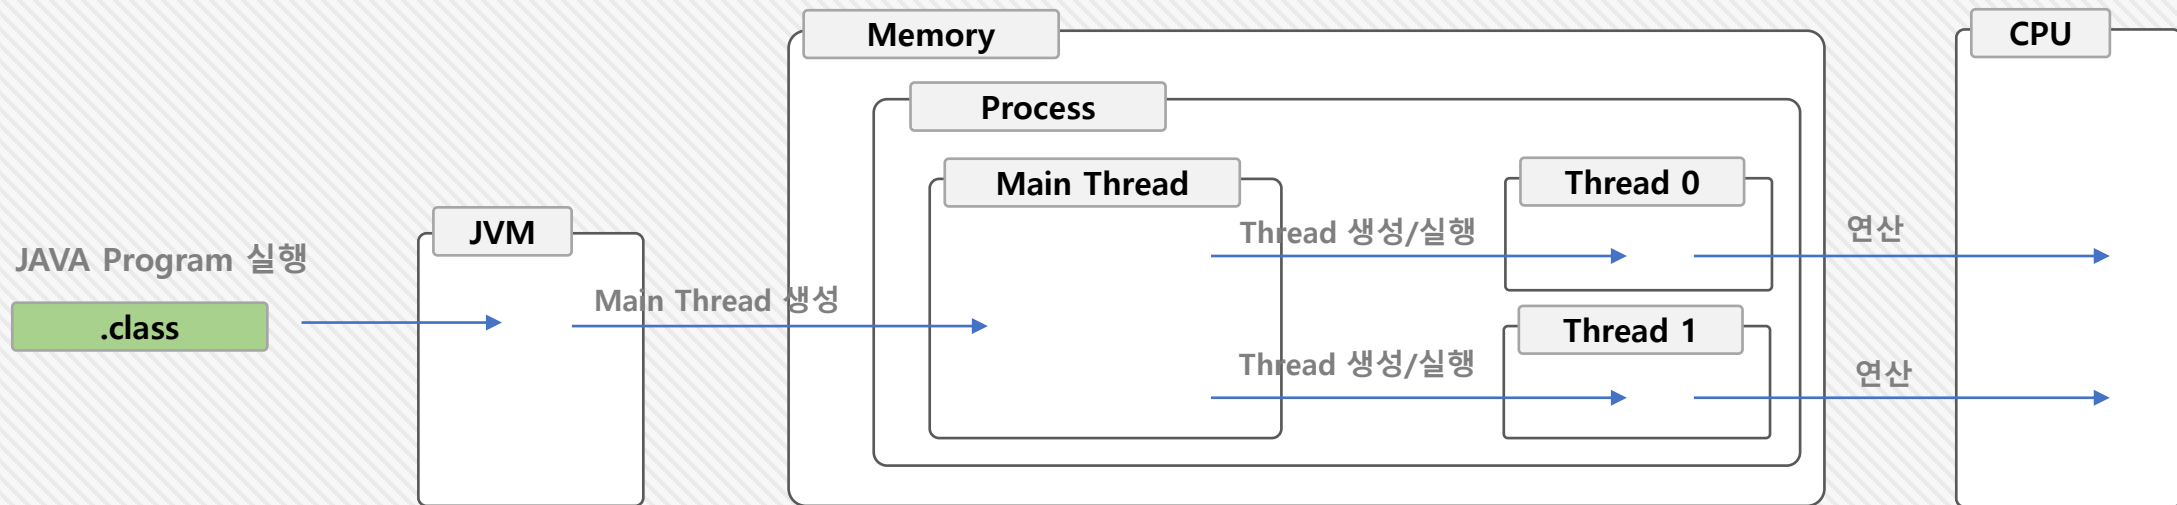 Memory
CPU
Process
Main Thread
Thread 0
JVM
Thread 생성/실행
연산
JAVA Program 실행
Main Thread 생성
.class
Thread 1
Thread 생성/실행
연산